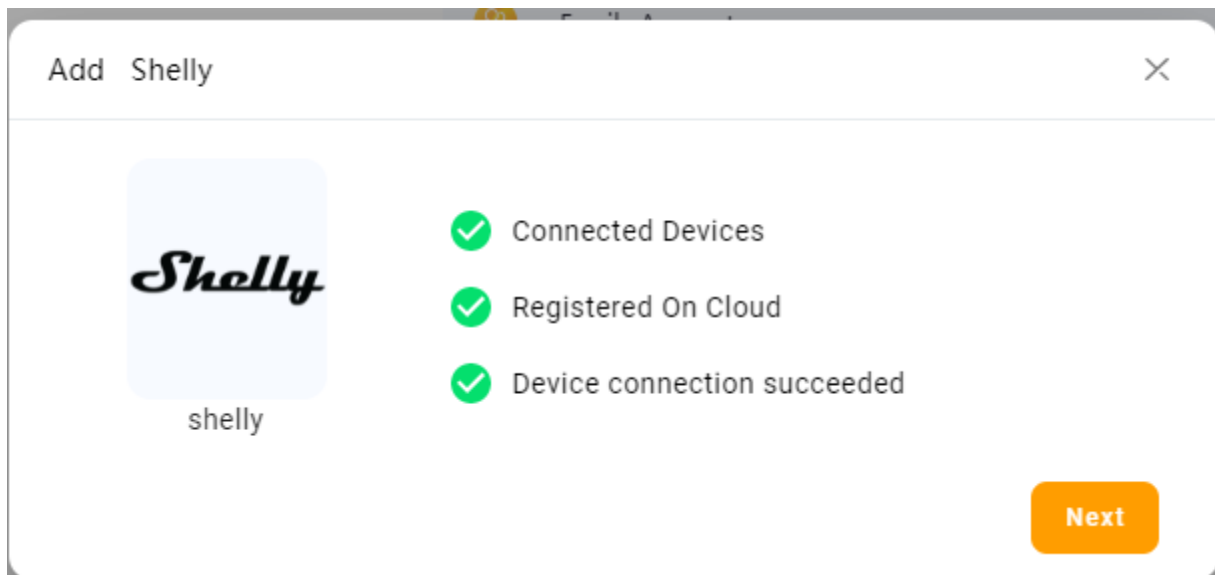 Add Shelly
Shelly
shelly
Connected Devices
Registered On Cloud
Device connection succeeded
Next